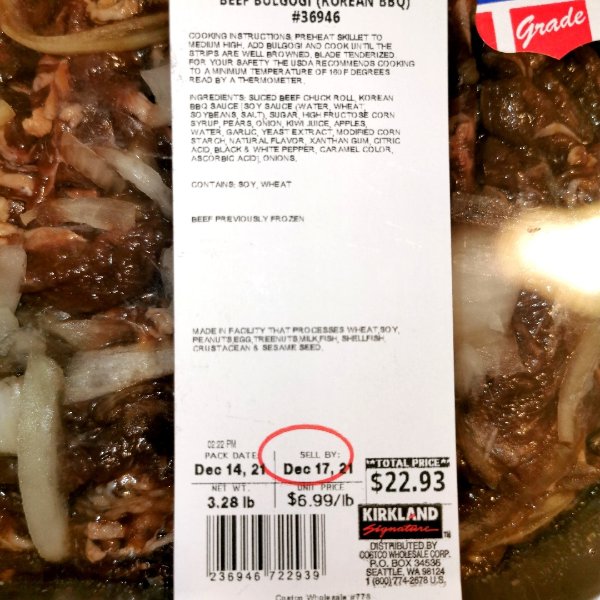 BEEF BULGOGI (KOREAN BBQ)
#36946
Grade
COOKING INSTRUCTIONS: PREHEAT SKILLET TO
MEDIUM HIGH, ADD BULGOGI AND COOK UNTIL THE
STRIPS ARE WELL BROWNED. BLADE TENDERIZED
FOR YOUR SAFETY THE USDA RECOMMENDS COOKING
TO A MINIMUM TEMPERATURE OF 160 F DEGREES
READ BY A THERMOMETER.
INGREDIENTS: SLICED BEEF CHUCK ROLL, KOREAN
BBQ SAUCE [SOY SAUCE (WATER, WHEAT,
SOYBEANS, SALT), SUGAR, HIGH FRUCTOSE CORN
SYRUP, PEARS, ONION, KIWI JUICE, APPLES,
WATER, GARLIC, YEAST EXTRACT, MODIFIED CORN
STARCH, NATURAL FLAVOR, XANTHAN GUM, CITRIC
ACID, BLACK & WHITE PEPPER, CARAMEL COLOR,
ASCORBIC ACID], ONIONS.
CONTAINS: SOY, WHEAT
BEEF PREVIOUSLY FROZEN
MADE IN FACILITY THAT PROCESSES WHEAT,SOY,
PEANUTS,EGG,TREENUTS,MILK,FISH, SHELLFISH,
CRUSTACEAN & SESAME SEED.
02:22 PM
PACK DATE: SELL BY:
Dec 14, 21 Dec 17, 21
TOTAL PRICE
$22.93
NET WT. UNIT PRICE
3.28 lb $6.99/lb
KIRKLAND
Signature
TM
236946 722939
DISTRIBUTED BY
COSTCO WHOLESALE CORP.
P.O. BOX 34535
SEATTLE, WA 98124
1 (800) 774-2678 U.S.
Costco Wholesale #778